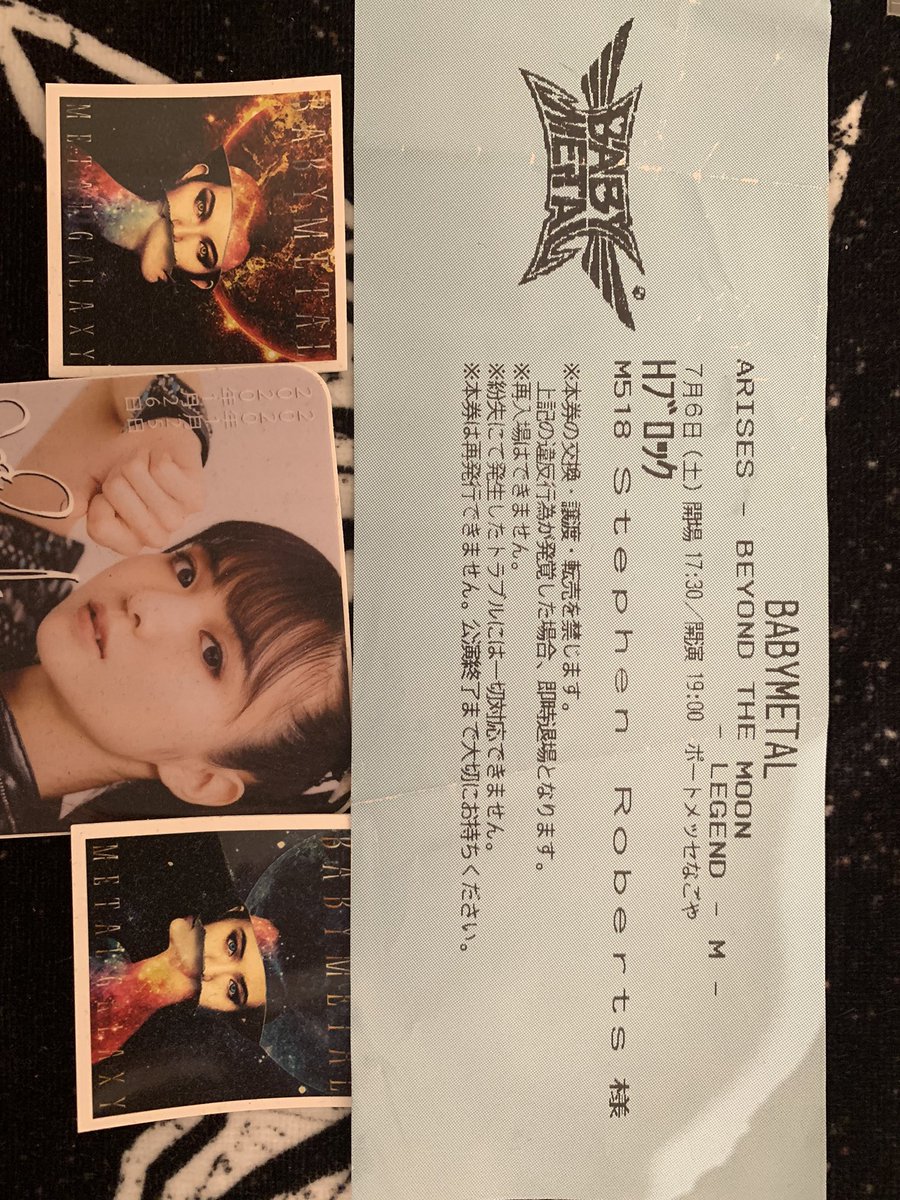 BABYMETAL
BABYMETAL
ARISES - BEYOND THE MOON
- LEGEND - M -
7月6日(土)開場 17:30/開演 19:00 ポートメッセなごや
Hブロック
M518 Stephen Roberts 様
※本券の交換・譲渡・転売を禁じます。
上記の違反行為が発覚した場合、即時退場となります。
※再入場はできません。
※紛失にて発生したトラブルには一切対応できません。
※本券は再発行できません。公演終了まで大切にお持ちください。
BABYMETAL
METAL GALAXY
BABYMETAL
METAL GALAXY